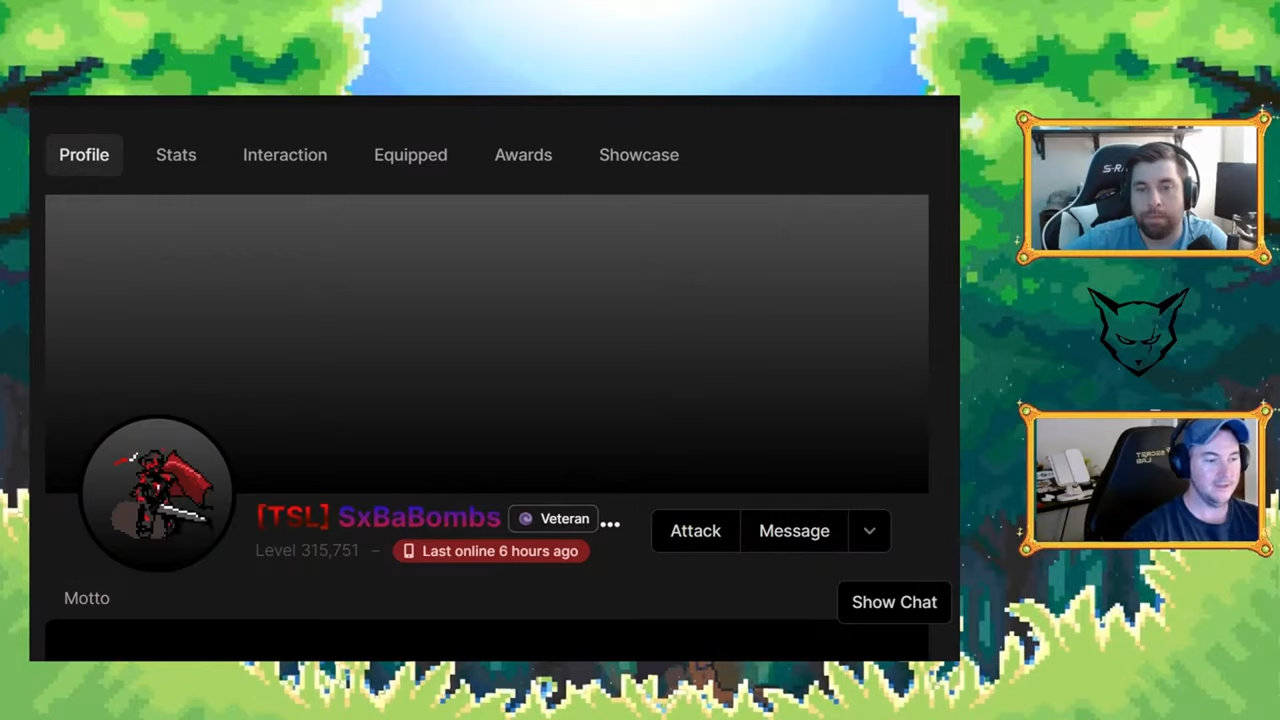 Profile Stats Interaction Equipped Awards Showcase
[TSL] SxBaBombs Veteran
Attack Message
Level 315,751 – Last online 6 hours ago
Motto
Show Chat
S-RA